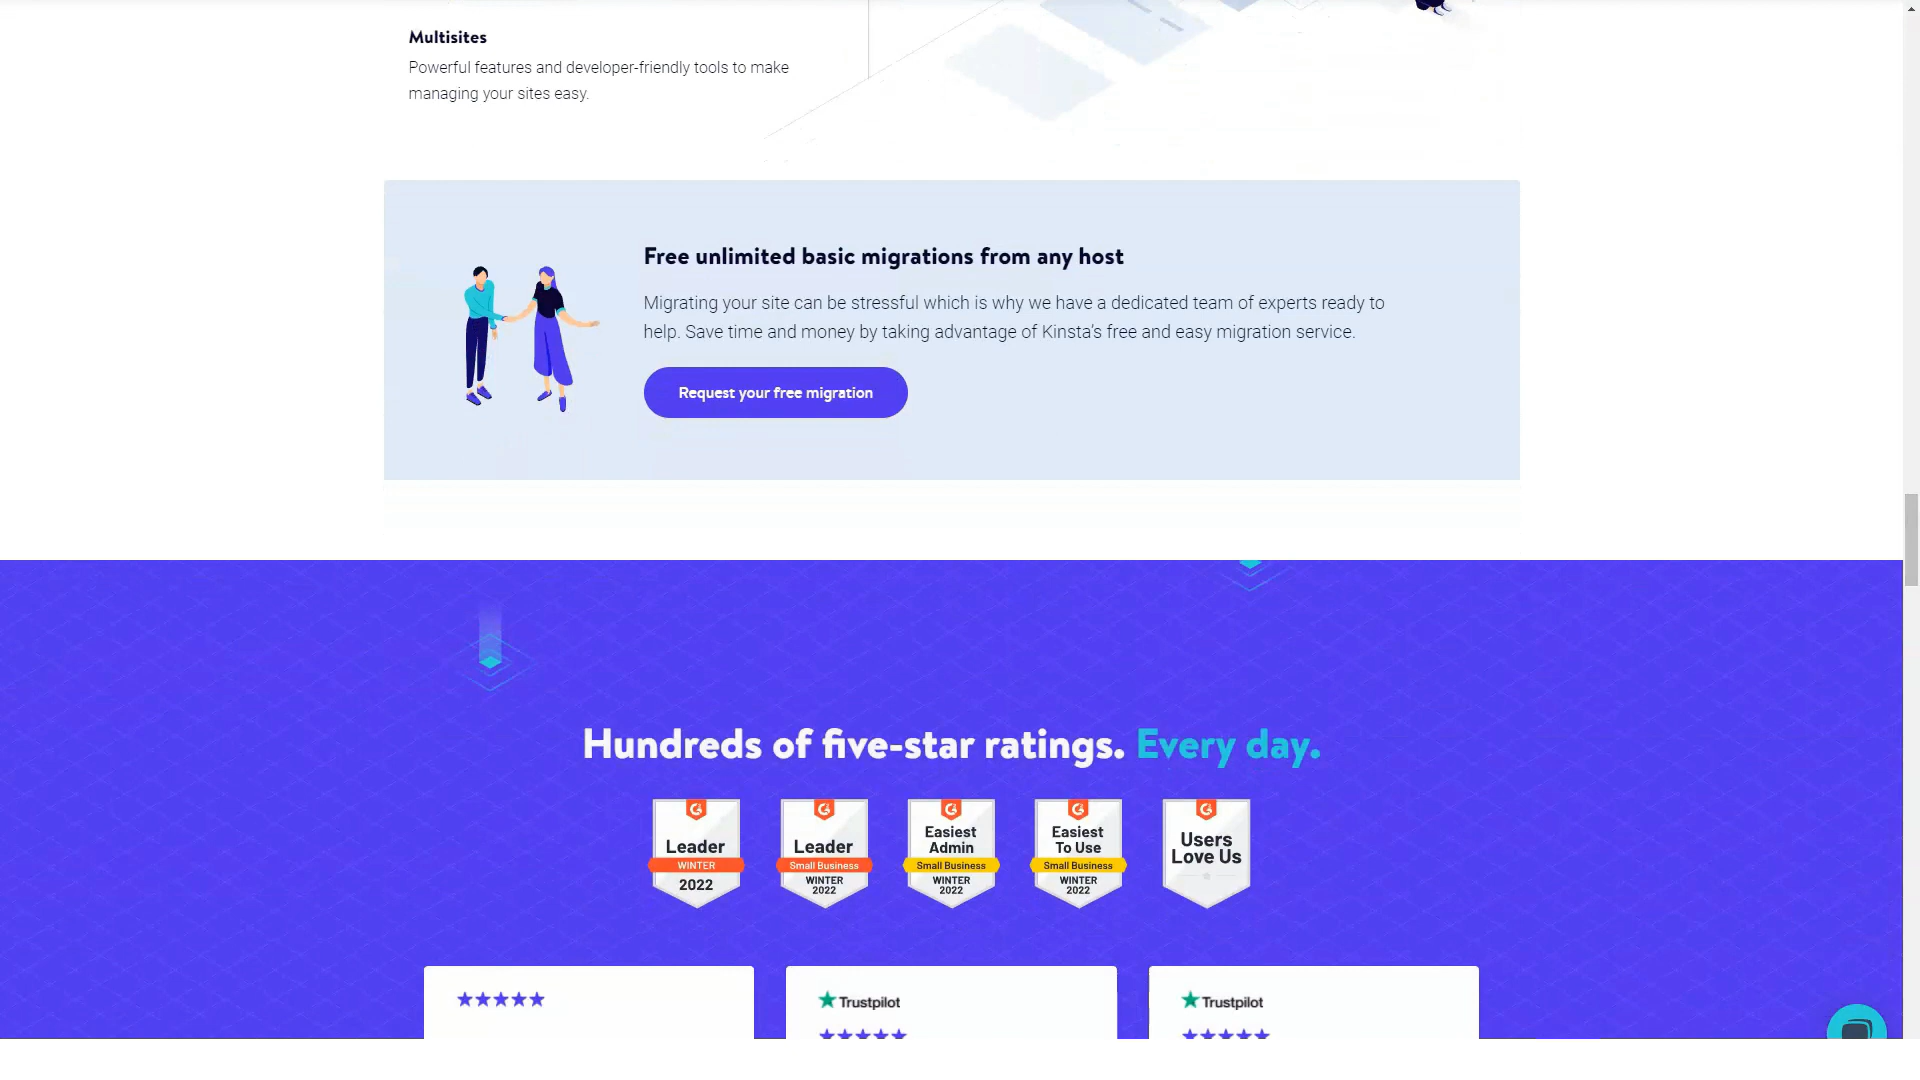 Multisites
Powerful features and developer-friendly tools to make
managing your sites easy.
Free unlimited basic migrations from any host
Migrating your site can be stressful which is why we have a dedicated team of experts ready to
help. Save time and money by taking advantage of Kinsta's free and easy migration service.
Request your free migration
Hundreds of five-star ratings. Every day.
Leader
WINTER
2022
Leader
Small Business
WINTER
2022
Easiest
Admin
Small Business
WINTER
2022
Easiest
To Use
Small Business
WINTER
2022
Users
Love Us
Trustpilot
Trustpilot